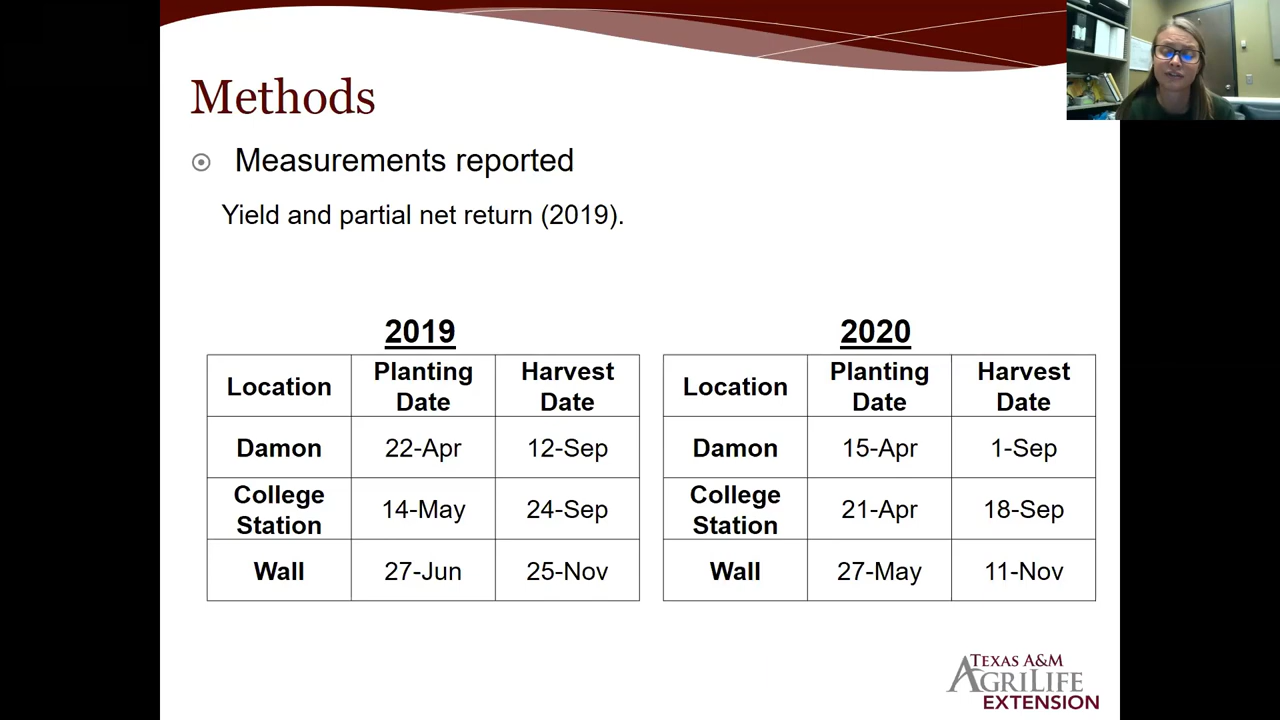 Methods
Measurements reported
Yield and partial net return (2019).
2019
Location Planting Date Harvest Date
Damon 22-Apr 12-Sep
College Station 14-May 24-Sep
Wall 27-Jun 25-Nov
2020
Location Planting Date Harvest Date
Damon 15-Apr 1-Sep
College Station 21-Apr 18-Sep
Wall 27-May 11-Nov
TEXAS A&M
AGRILIFE
EXTENSION